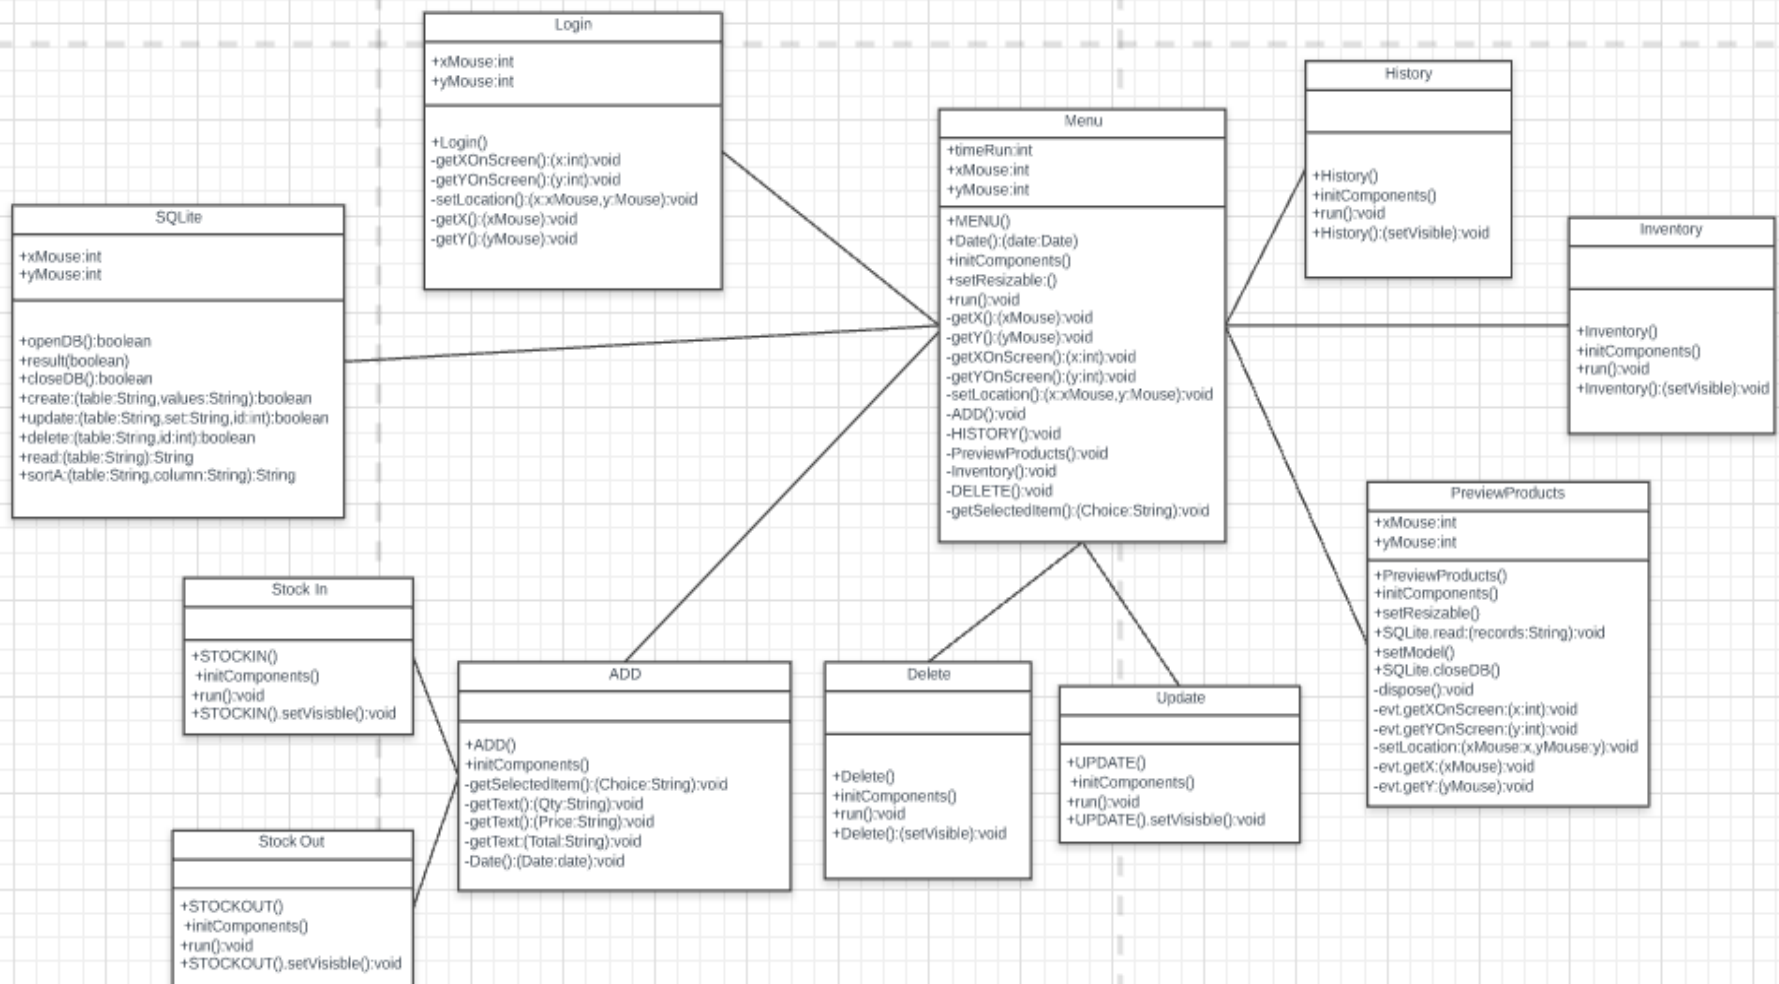 Login
+xMouse:int
+yMouse:int
+Login()
-getXOnScreen():(x:int):void
-getYOnScreen():(y:int):void
-setLocation():(x:xMouse,y:Mouse):void
-getX():(xMouse):void
-getY():(yMouse):void
History
+History()
+initComponents()
+run():void
+History():(setVisible):void
Menu
+timeRun:int
+xMouse:int
+yMouse:int
+MENU()
+Date():(date:Date)
+initComponents()
+setResizable:()
+run():void
-getX():(xMouse):void
-getY():(yMouse):void
-getXOnScreen():(x:int):void
-getYOnScreen():(y:int):void
-setLocation():(x:xMouse,y:Mouse):void
-ADD():void
-HISTORY():void
-PreviewProducts():void
-Inventory():void
-DELETE():void
-getSelectedItem():(Choice:String):void
SQLite
+xMouse:int
+yMouse:int
+openDB():boolean
+result(boolean)
+closeDB():boolean
+create:(table:String,values:String):boolean
+update:(table:String,set:String,id:int):boolean
+delete:(table:String,id:int):boolean
+read:(table:String):String
+sortA:(table:String,column:String):String
Inventory
+Inventory()
+initComponents()
+run():void
+Inventory():(setVisible):void
PreviewProducts
+xMouse:int
+yMouse:int
+PreviewProducts()
+initComponents()
+setResizable()
+SQLite.read:(records:String):void
+setModel()
+SQLite.closeDB()
-dispose():void
-evt.getXOnScreen:(x:int):void
-evt.getYOnScreen:(y:int):void
-setLocation:(xMouse:x,yMouse:y):void
-evt.getX:(xMouse):void
-evt.getY:(yMouse):void
Stock In
+STOCKIN()
+initComponents()
+run():void
+STOCKIN().setVisisble():void
ADD
+ADD()
+initComponents()
-getSelectedItem():(Choice:String):void
-getText():(Qty:String):void
-getText():(Price:String):void
-getText:(Total:String):void
-Date():(Date:date):void
Delete
+Delete()
+initComponents()
+run():void
+Delete():(setVisible):void
Update
+UPDATE()
+initComponents()
+run():void
+UPDATE().setVisisble():void
Stock Out
+STOCKOUT()
+initComponents()
+run():void
+STOCKOUT().setVisisble():void